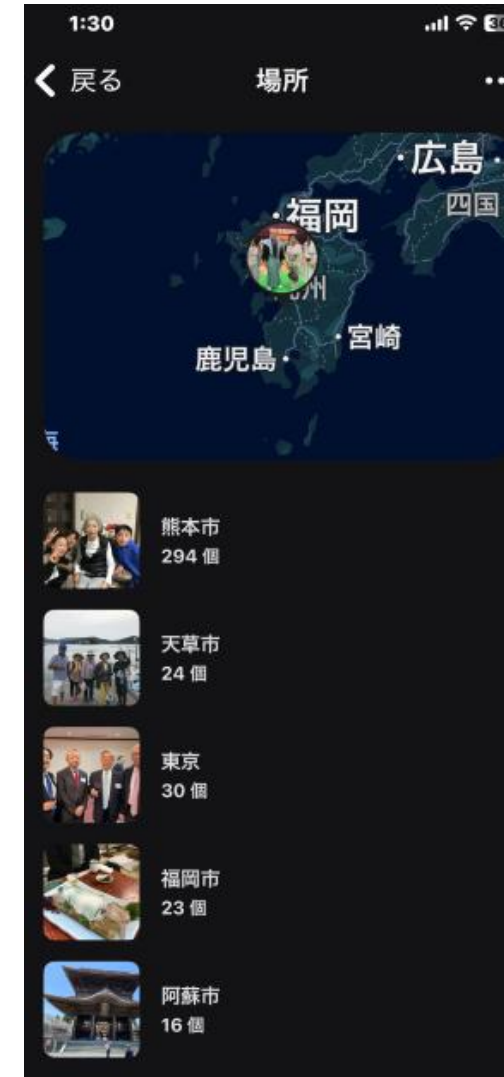 1:30
戻る
場所
広島
福岡
四国
宮崎
鹿児島
熊本市
294 個
天草市
24 個
東京
30 個
福岡市
23 個
阿蘇市
16 個